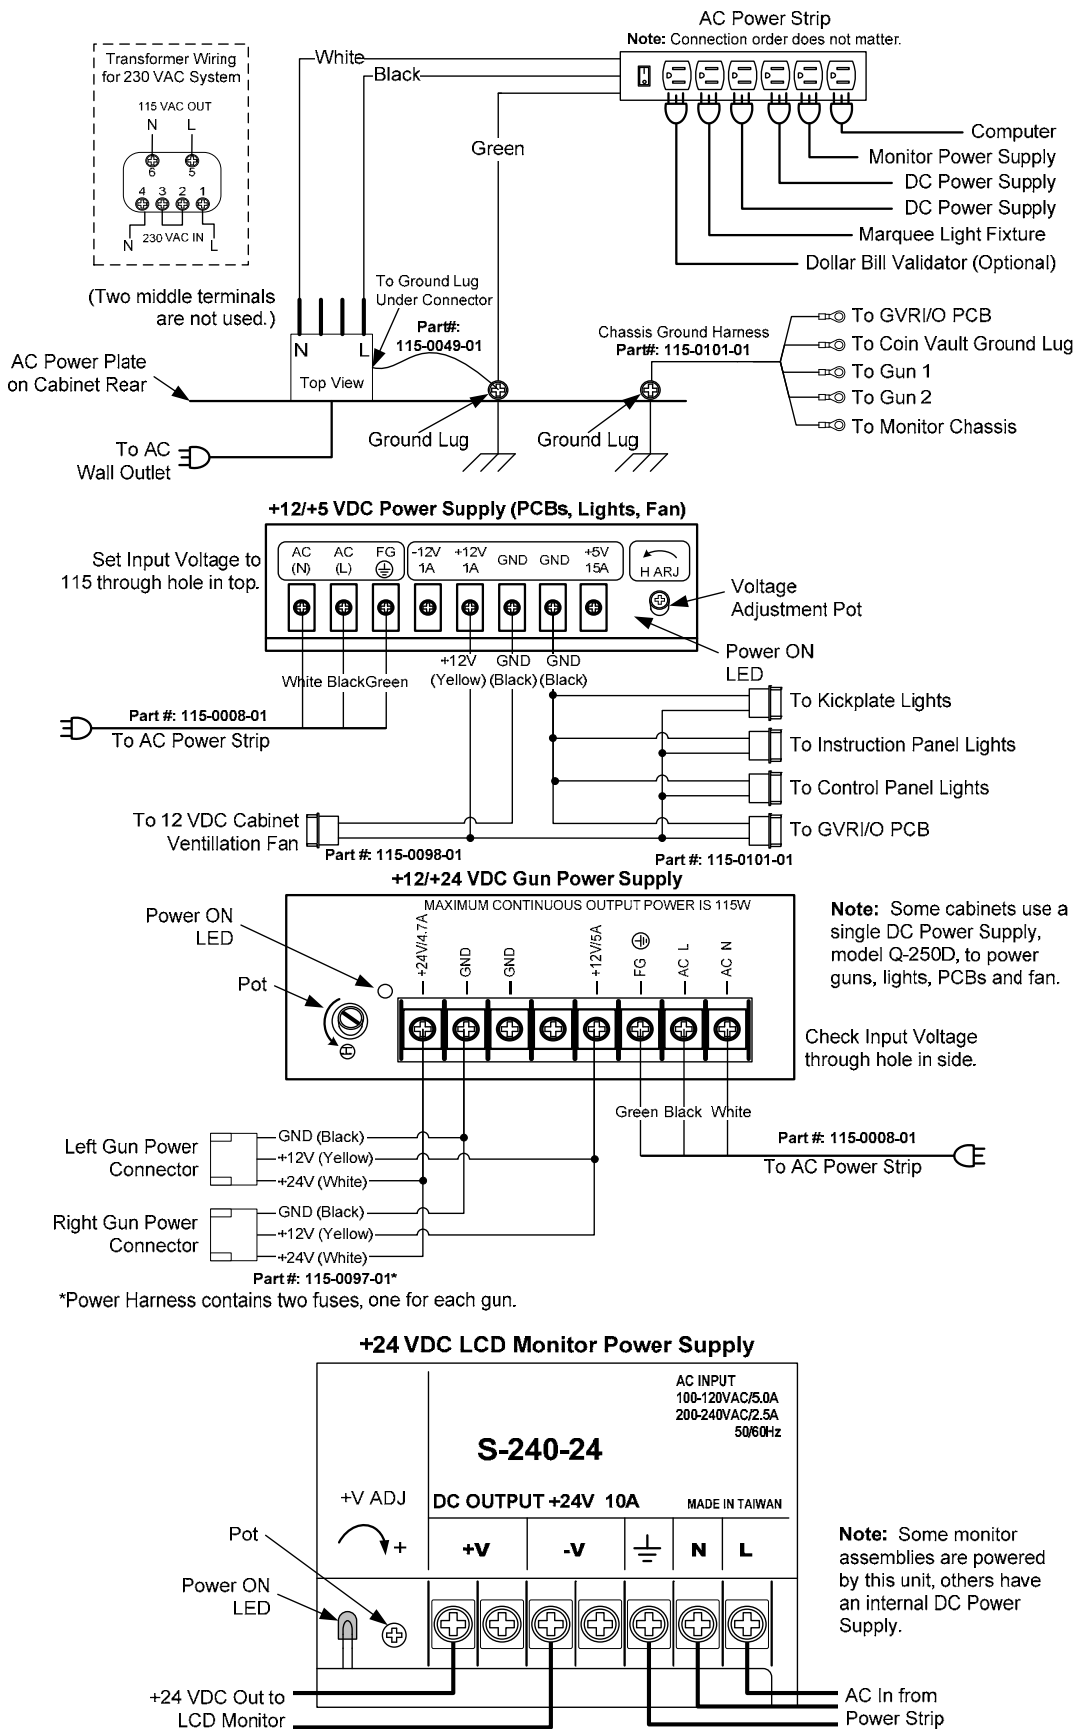 AC Power Strip
Note: Connection order does not matter.
Transformer Wiring
for 230 VAC System
115 VAC OUT
N L
6 5
4 3 2 1
230 VAC IN
N L
(Two middle terminals
are not used.)
White
Black
Green
Computer
Monitor Power Supply
DC Power Supply
DC Power Supply
Marquee Light Fixture
Dollar Bill Validator (Optional)
To Ground Lug
Under Connector
Part#:
115-0049-01
N L
Top View
AC Power Plate
on Cabinet Rear
To AC
Wall Outlet
Ground Lug
Ground Lug
Chassis Ground Harness
Part#: 115-0101-01
To GVRI/O PCB
To Coin Vault Ground Lug
To Gun 1
To Gun 2
To Monitor Chassis
+12/+5 VDC Power Supply (PCBs, Lights, Fan)
Set Input Voltage to
115 through hole in top.
AC (N)
AC (L)
FG
-12V 1A
+12V 1A
GND
GND
+5V 15A
H ARJ
Voltage
Adjustment Pot
Power ON
LED
White Black Green
+12V (Yellow)
GND (Black)
GND (Black)
Part #: 115-0008-01
To AC Power Strip
To Kickplate Lights
To Instruction Panel Lights
To Control Panel Lights
To GVRI/O PCB
To 12 VDC Cabinet
Ventillation Fan
Part #: 115-0098-01
Part #: 115-0101-01
+12/+24 VDC Gun Power Supply
MAXIMUM CONTINUOUS OUTPUT POWER IS 115W
Power ON
LED
Pot
H
+24V/4.7A
GND
GND
+12V/5A
FG
AC L
AC N
Note: Some cabinets use a
single DC Power Supply,
model Q-250D, to power
guns, lights, PCBs and fan.
Check Input Voltage
through hole in side.
Green Black White
Part #: 115-0008-01
To AC Power Strip
Left Gun Power
Connector
GND (Black)
+12V (Yellow)
+24V (White)
Right Gun Power
Connector
GND (Black)
+12V (Yellow)
+24V (White)
Part #: 115-0097-01*
*Power Harness contains two fuses, one for each gun.
+24 VDC LCD Monitor Power Supply
AC INPUT
100-120VAC/5.0A
200-240VAC/2.5A
50/60Hz
S-240-24
+V ADJ
+
DC OUTPUT +24V 10A
MADE IN TAIWAN
+V -V N L
Pot
Power ON
LED
Note: Some monitor
assemblies are powered
by this unit, others have
an internal DC Power
Supply.
+24 VDC Out to
LCD Monitor
AC In from
Power Strip